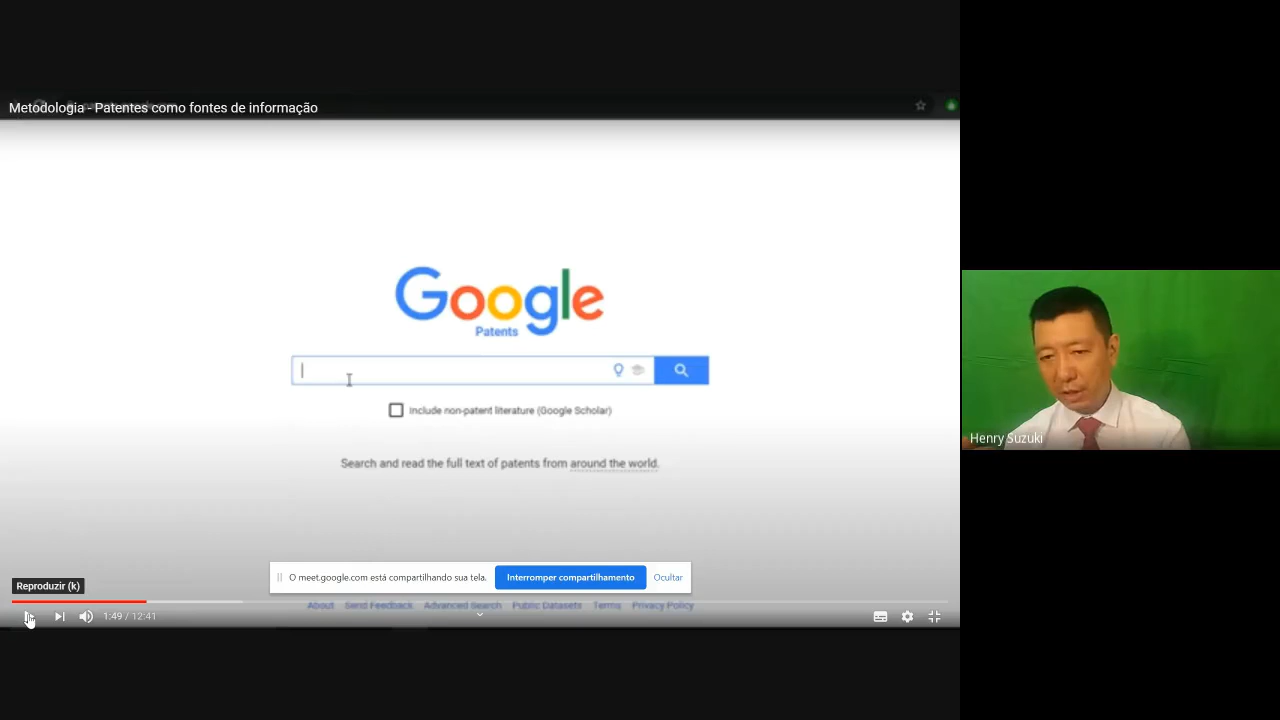 Metodologia - Patentes como fontes de informação
Google
Patents
Include non-patent literature (Google Scholar)
Search and read the full text of patents from around the world.
Henry Suzuki
O meet.google.com está compartilhando sua tela.
Interromper compartilhamento
Ocultar
Reproduzir (k)
About Send Feedback Advanced Search Public Datasets Terms Privacy Policy
1:49 / 12:41